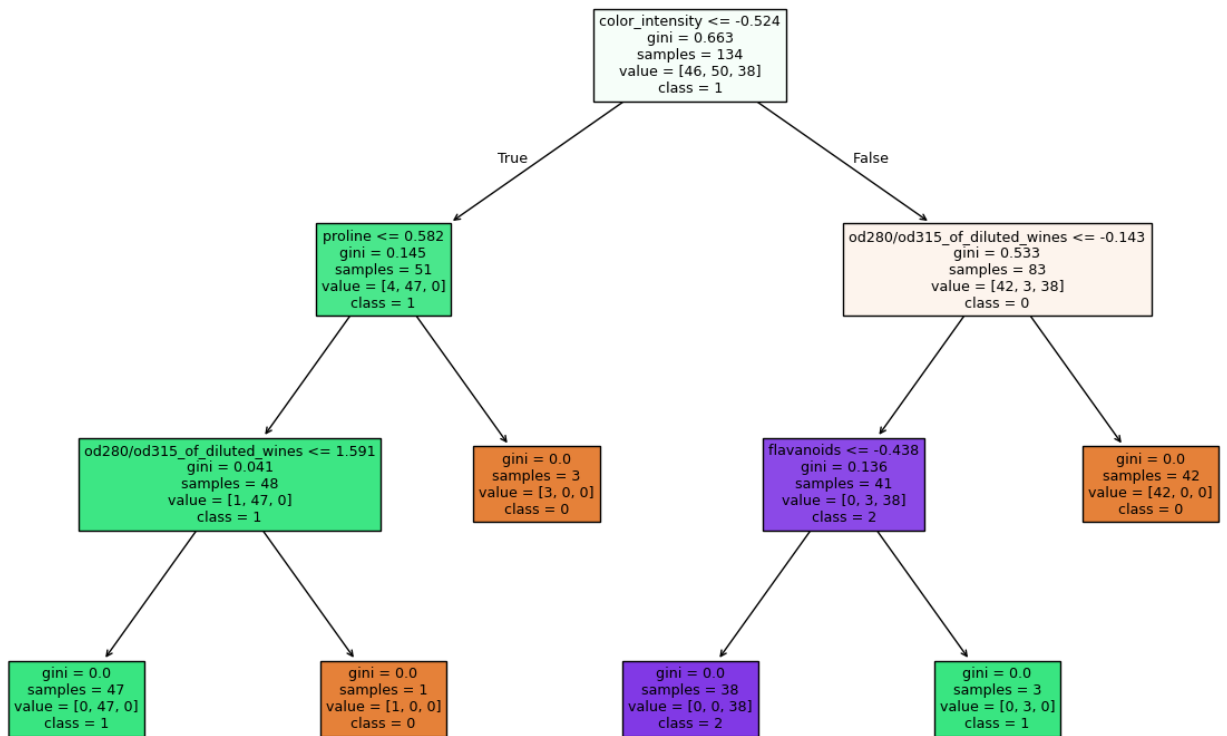 color_intensity <= -0.524
gini = 0.663
samples = 134
value = [46, 50, 38]
class = 1
True
False
proline <= 0.582
gini = 0.145
samples = 51
value = [4, 47, 0]
class = 1
od280/od315_of_diluted_wines <= -0.143
gini = 0.533
samples = 83
value = [42, 3, 38]
class = 0
od280/od315_of_diluted_wines <= 1.591
gini = 0.041
samples = 48
value = [1, 47, 0]
class = 1
gini = 0.0
samples = 3
value = [3, 0, 0]
class = 0
flavanoids <= -0.438
gini = 0.136
samples = 41
value = [0, 3, 38]
class = 2
gini = 0.0
samples = 42
value = [42, 0, 0]
class = 0
gini = 0.0
samples = 47
value = [0, 47, 0]
class = 1
gini = 0.0
samples = 1
value = [1, 0, 0]
class = 0
gini = 0.0
samples = 38
value = [0, 0, 38]
class = 2
gini = 0.0
samples = 3
value = [0, 3, 0]
class = 1